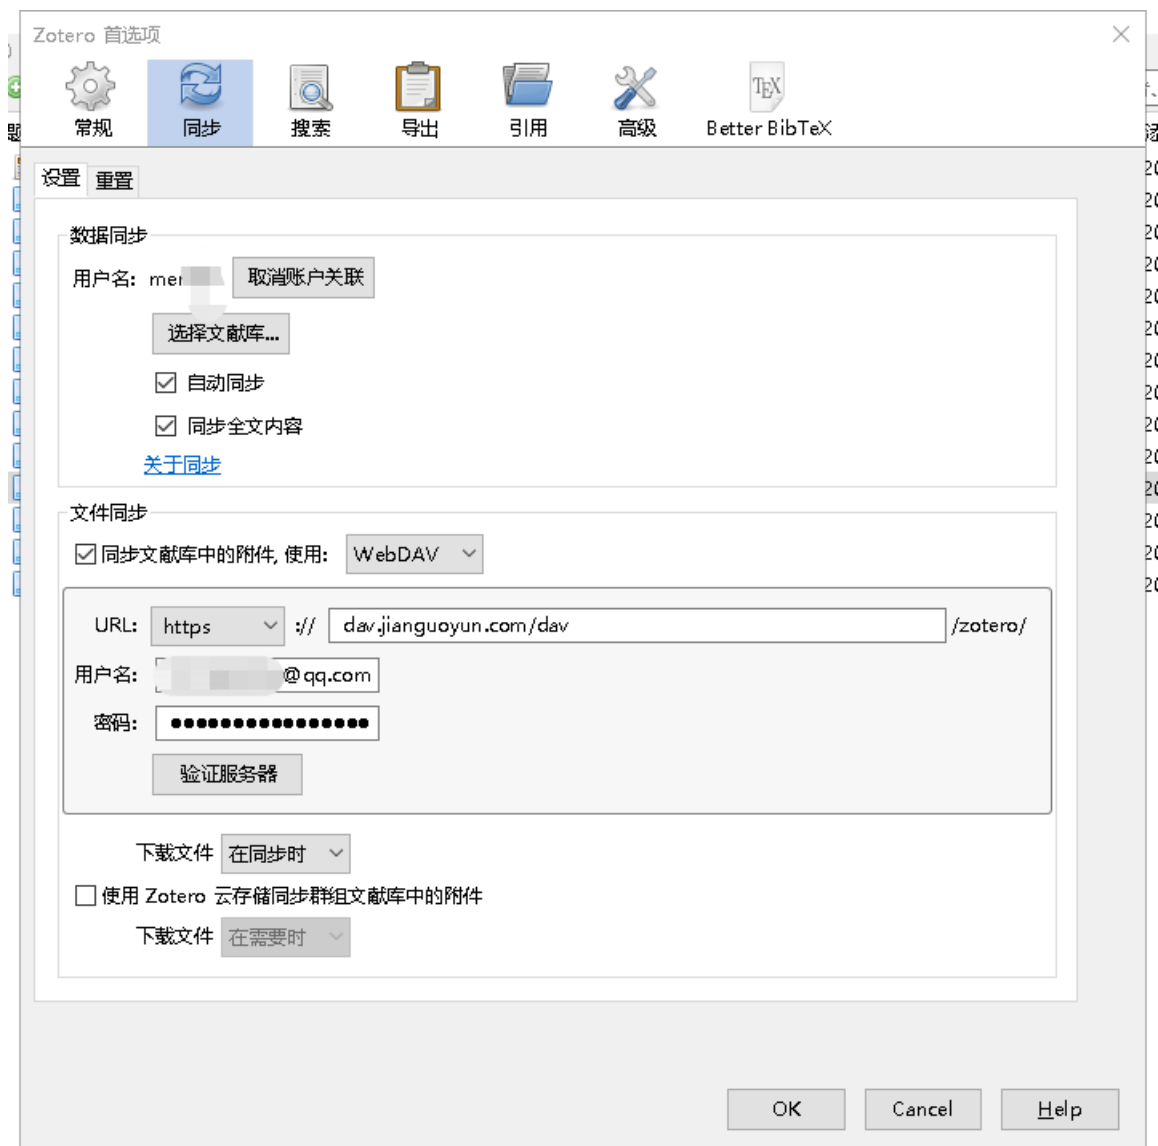 Zotero 首选项
常规 同步 搜索 导出 引用 高级 Better BibTeX
设置 重置
数据同步
用户名: mer 取消账户关联
选择文献库...
自动同步
同步全文内容
关于同步
文件同步
同步文献库中的附件, 使用: WebDAV
URL: https :// dav.jianguoyun.com/dav /zotero/
用户名: @qq.com
密码: ●●●●●●●●●●●●●●●●
验证服务器
下载文件 在同步时
使用 Zotero 云存储同步群组文献库中的附件
下载文件 在需要时
OK Cancel Help